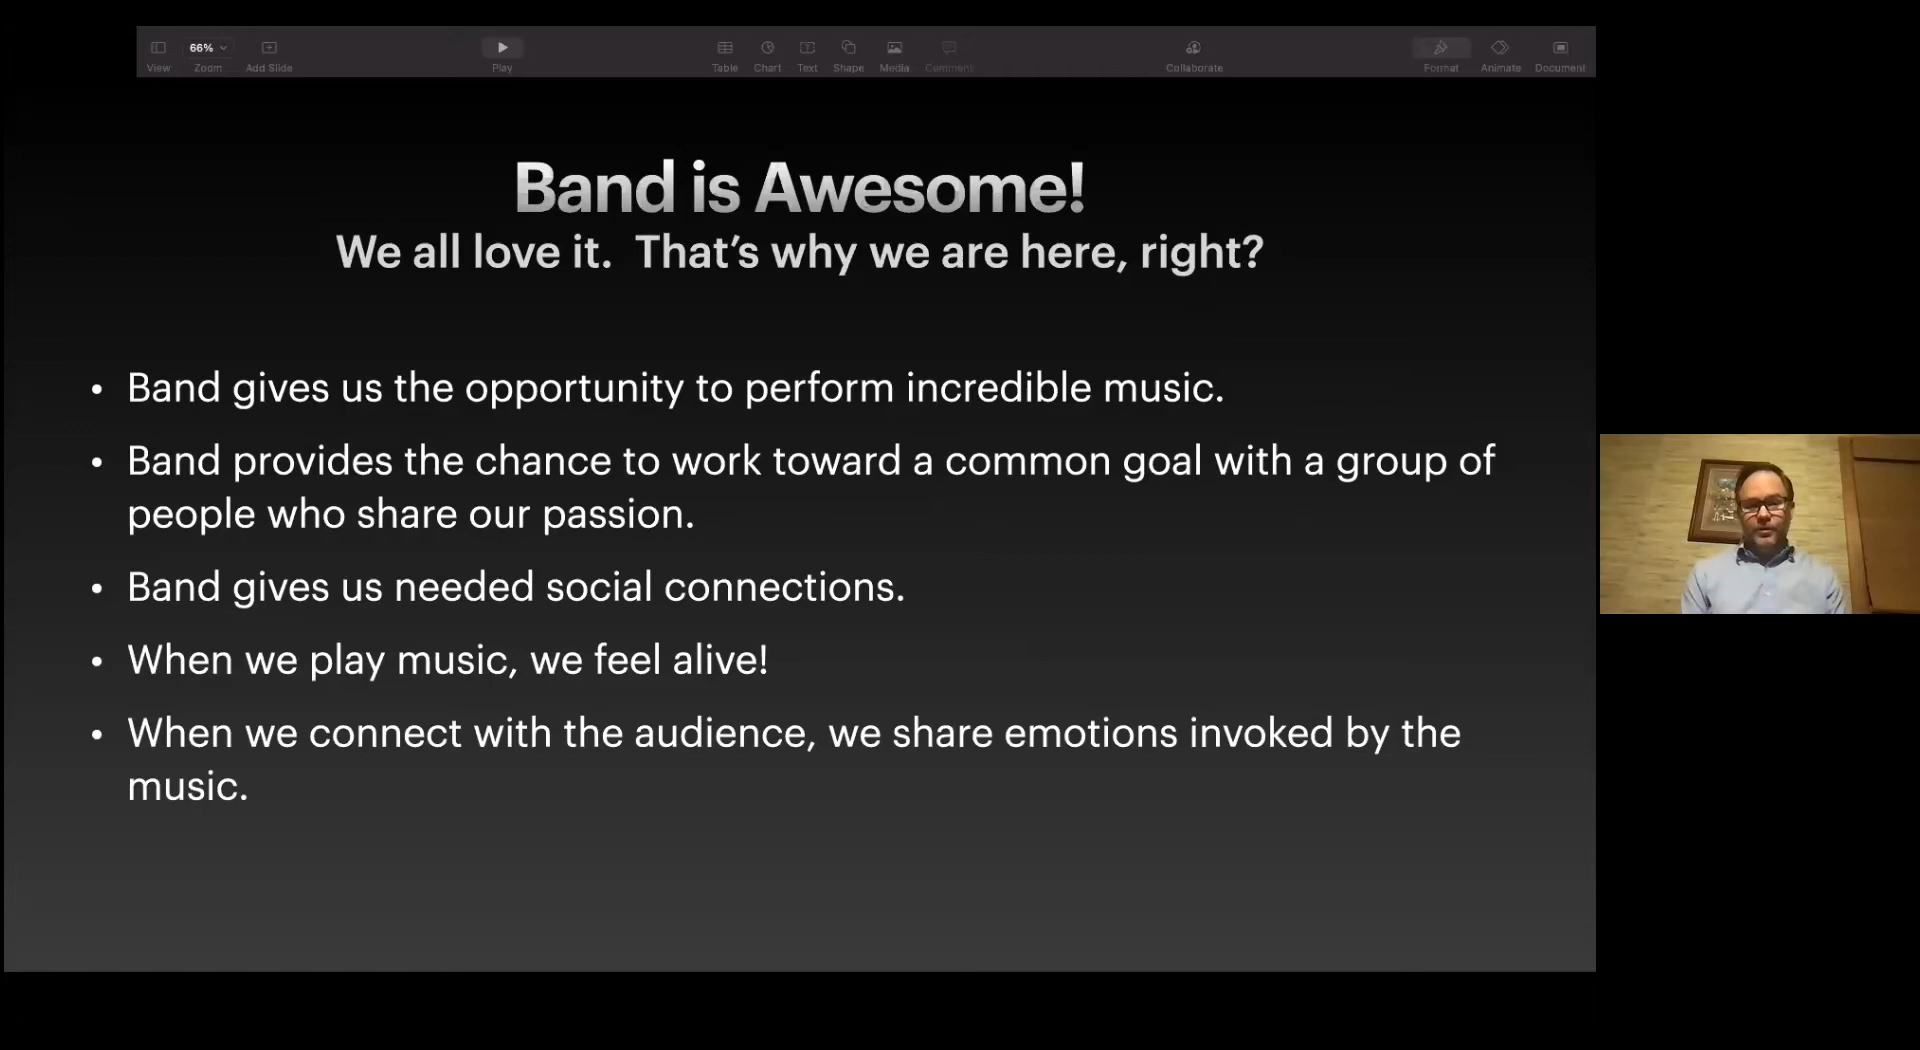 66%
View Zoom Add Slide Play Table Chart Text Shape Media Comment Collaborate Format Animate Document
Band is Awesome!
We all love it. That’s why we are here, right?
• Band gives us the opportunity to perform incredible music.
• Band provides the chance to work toward a common goal with a group of
people who share our passion.
• Band gives us needed social connections.
• When we play music, we feel alive!
• When we connect with the audience, we share emotions invoked by the
music.